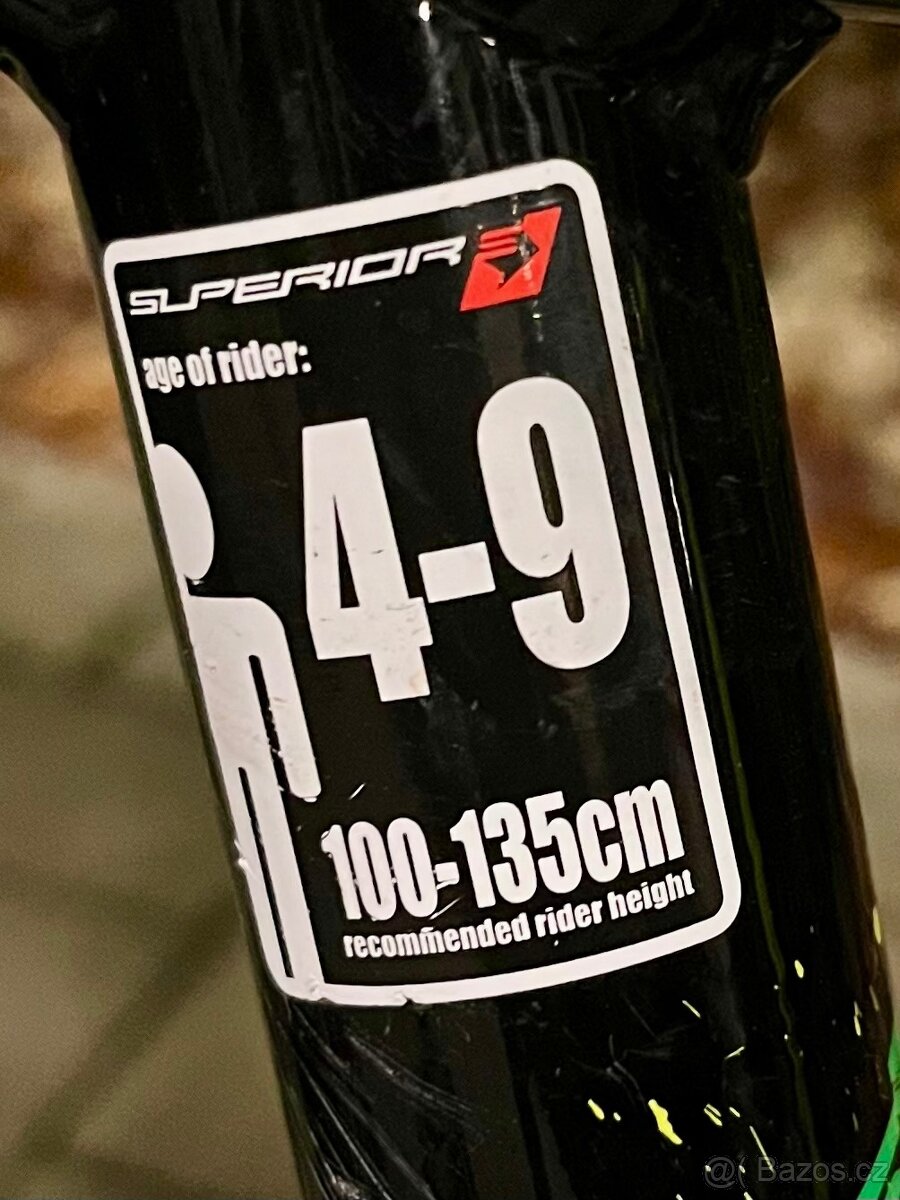 SUPERIOR
age of rider:
4-9
100-135cm
recommended rider height
@( Bazos.cz